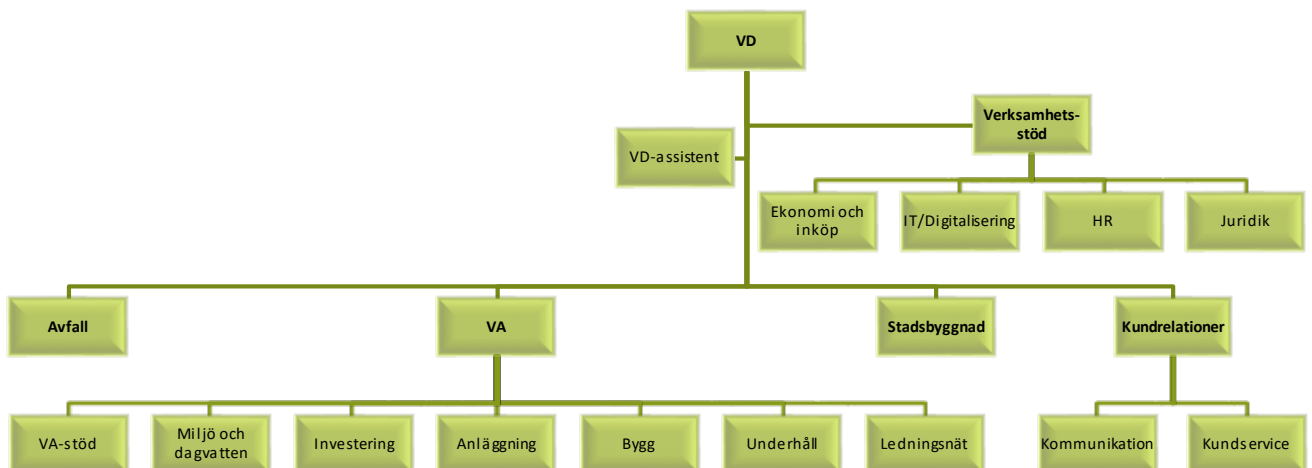 VD
Verksamhets-
stöd
VD-assistent
Ekonomi och
inköp
IT/Digitalisering
HR
Juridik
Avfall
VA
Stadsbyggnad
Kundrelationer
VA-stöd
Miljö och
dagvatten
Investering
Anläggning
Bygg
Underhåll
Ledningsnät
Kommunikation
Kundservice